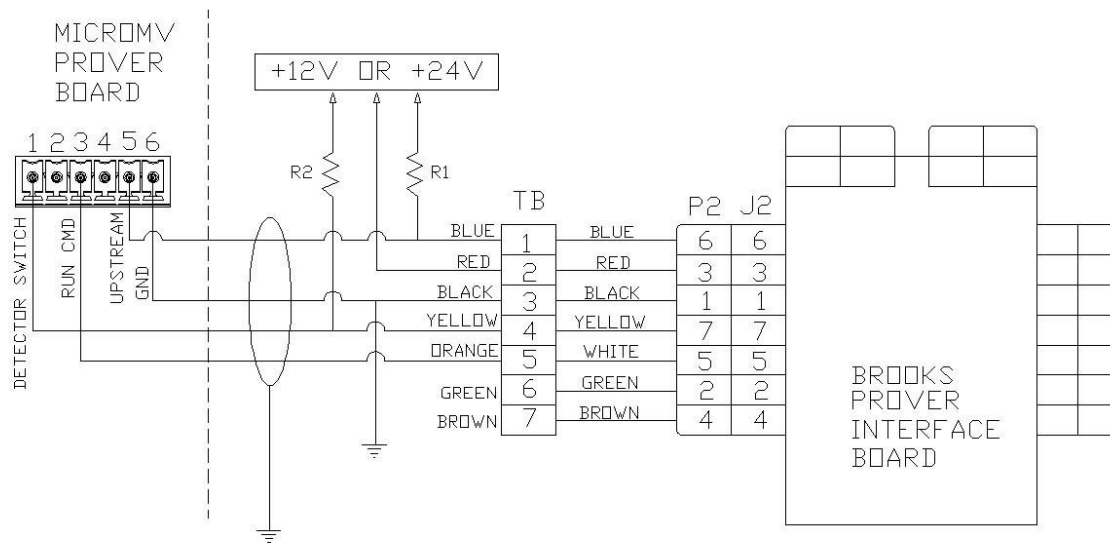 MICROMV
PROVER
BOARD
+12V OR +24V
1 2 3 4 5 6
R2
R1
DETECTOR SWITCH
RUN CMD
UPSTREAM
GND
TB
P2 J2
BLUE 1 BLUE 6 6
RED 2 RED 3 3
BLACK 3 BLACK 1 1
YELLOW 4 YELLOW 7 7
ORANGE 5 WHITE 5 5
GREEN 6 GREEN 2 2
BROWN 7 BROWN 4 4
BROOKS
PROVER
INTERFACE
BOARD